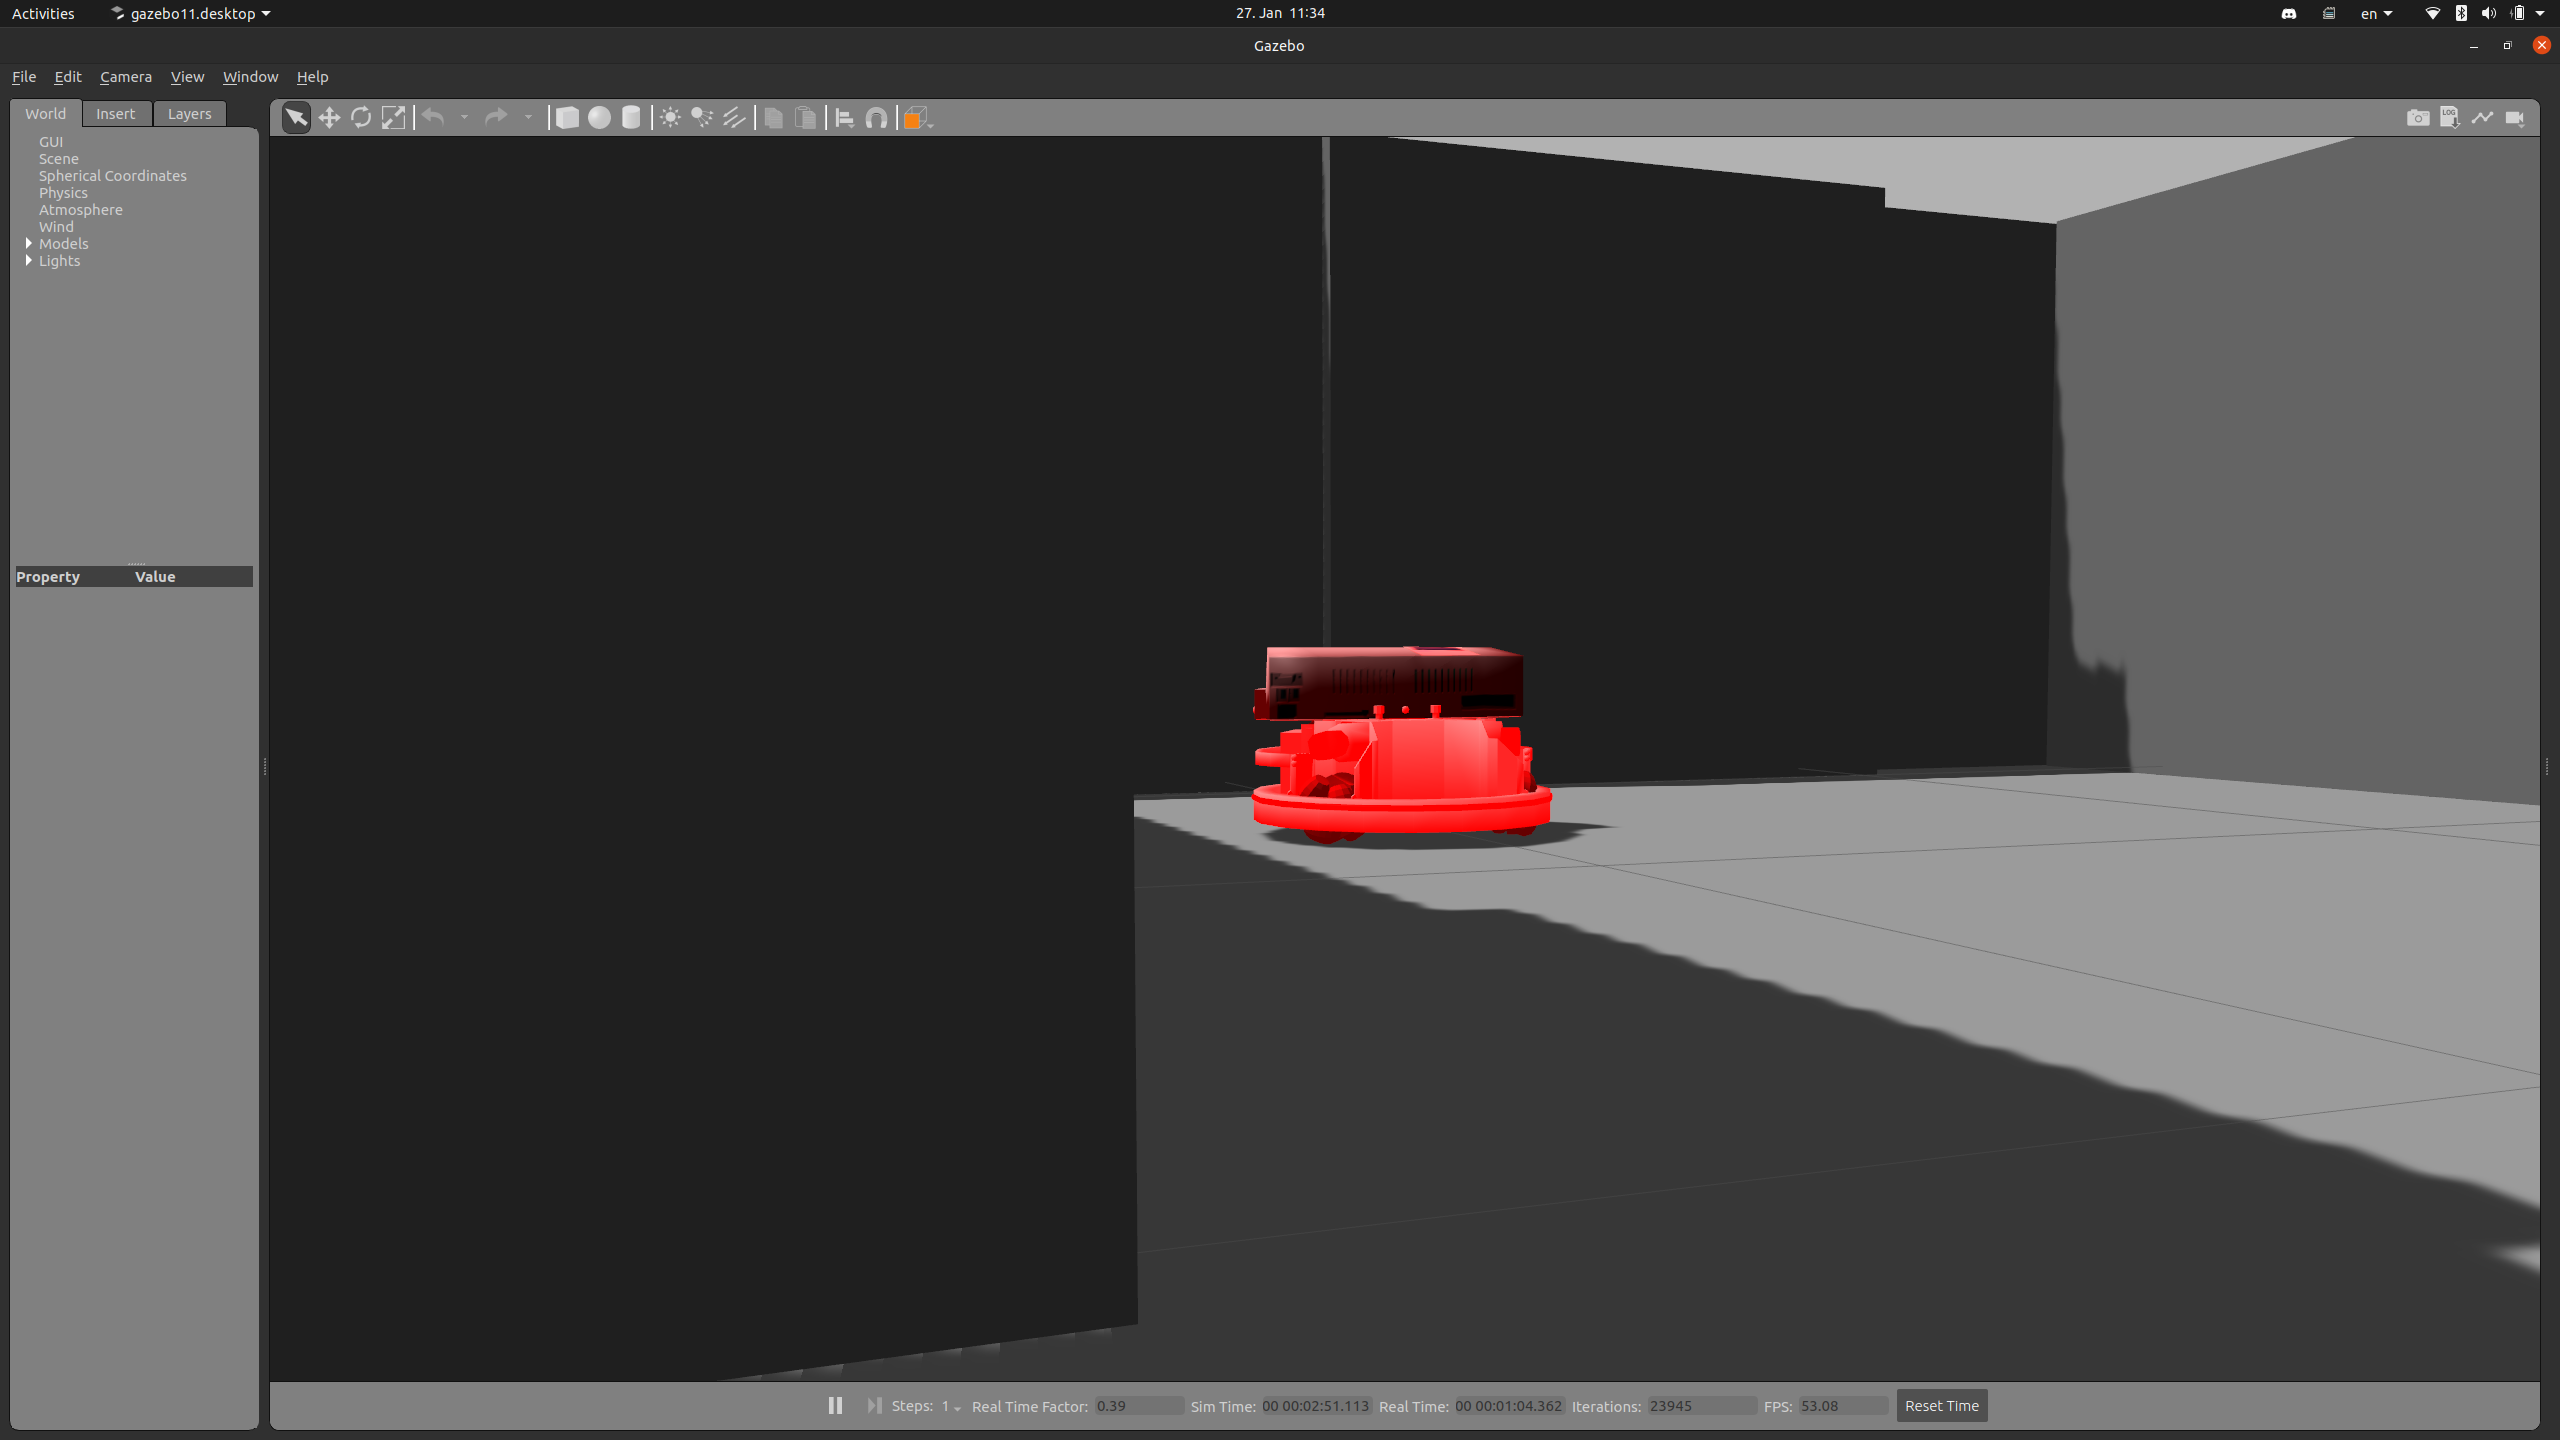 Activities gazebo11.desktop 27. Jan 11:34 en
Gazebo
File Edit Camera View Window Help
World Insert Layers
LOG
GUI
Scene
Spherical Coordinates
Physics
Atmosphere
Wind
Models
Lights
Property Value
Steps: 1 Real Time Factor: 0.39 Sim Time: 00 00:02:51.113 Real Time: 00 00:01:04.362 Iterations: 23945 FPS: 53.08 Reset Time